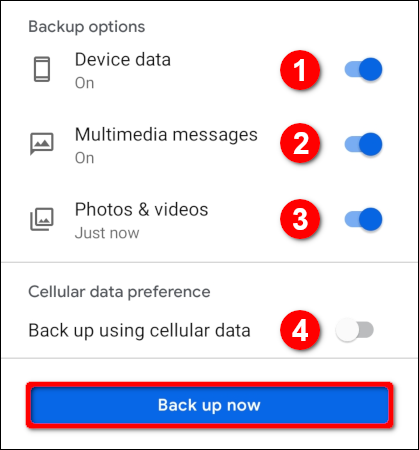 Backup options
Device data
1
On
Multimedia messages
2
On
Photos & videos
3
Just now
Cellular data preference
Back up using cellular data
4
Back up now